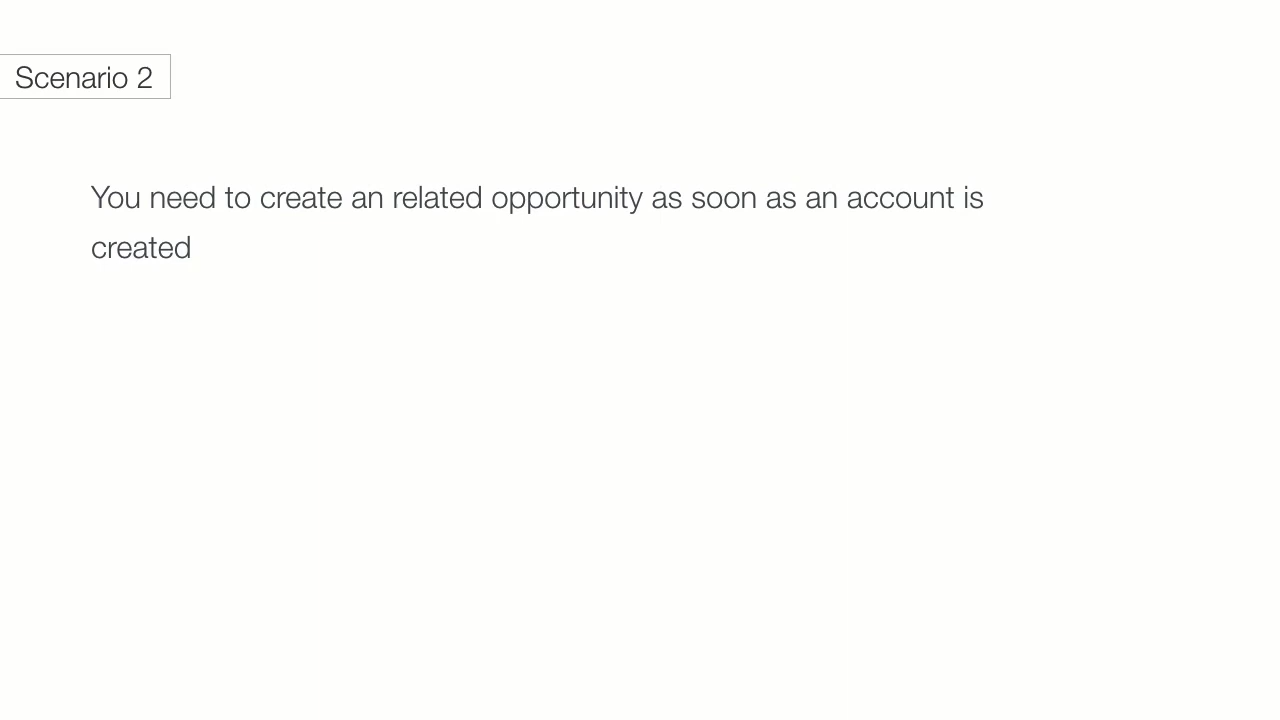 Scenario 2
You need to create an related opportunity as soon as an account is
created